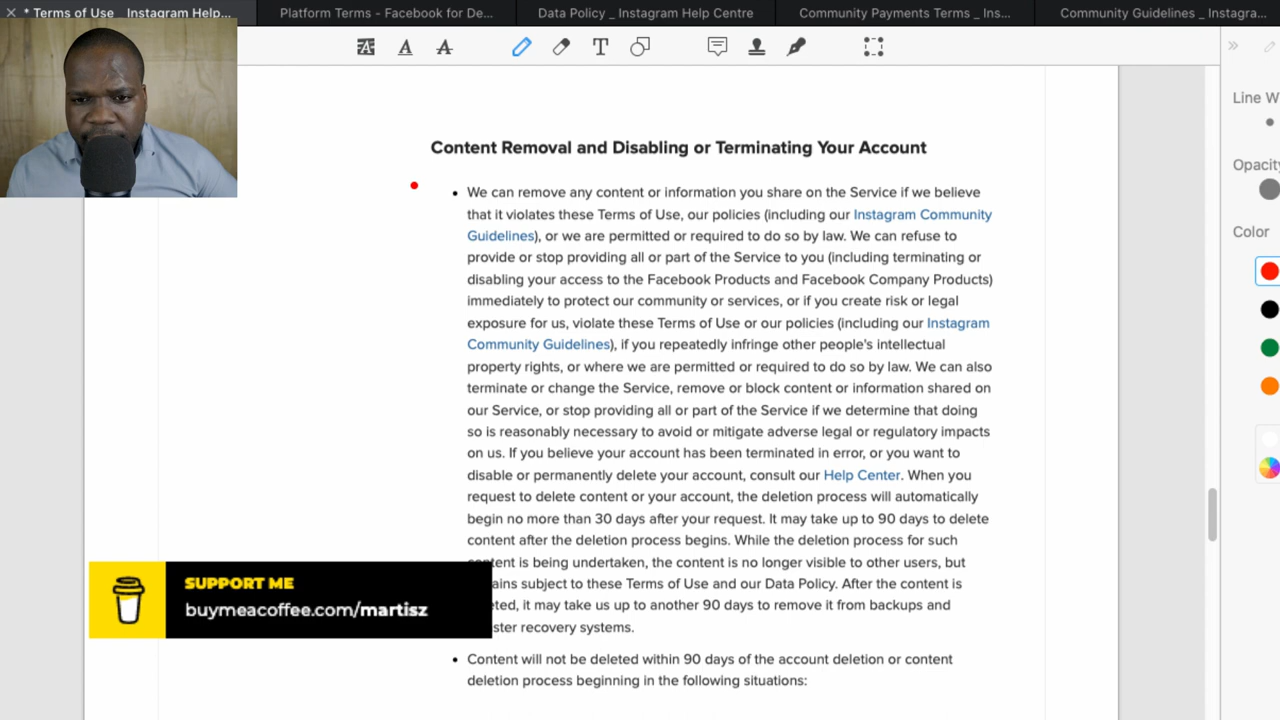 * Terms of Use _ Instagram Help...
Platform Terms - Facebook for De...
Data Policy _ Instagram Help Centre
Community Payments Terms _ Ins...
Community Guidelines _ Instagra...
A A A T
Line W
Opacity
Color
Content Removal and Disabling or Terminating Your Account
• We can remove any content or information you share on the Service if we believe
that it violates these Terms of Use, our policies (including our Instagram Community
Guidelines), or we are permitted or required to do so by law. We can refuse to
provide or stop providing all or part of the Service to you (including terminating or
disabling your access to the Facebook Products and Facebook Company Products)
immediately to protect our community or services, or if you create risk or legal
exposure for us, violate these Terms of Use or our policies (including our Instagram
Community Guidelines), if you repeatedly infringe other people's intellectual
property rights, or where we are permitted or required to do so by law. We can also
terminate or change the Service, remove or block content or information shared on
our Service, or stop providing all or part of the Service if we determine that doing
so is reasonably necessary to avoid or mitigate adverse legal or regulatory impacts
on us. If you believe your account has been terminated in error, or you want to
disable or permanently delete your account, consult our Help Center. When you
request to delete content or your account, the deletion process will automatically
begin no more than 30 days after your request. It may take up to 90 days to delete
content after the deletion process begins. While the deletion process for such
is being undertaken, the content is no longer visible to other users, but
subject to these Terms of Use and our Data Policy. After the content is
it may take us up to another 90 days to remove it from backups and
recovery systems.
• Content will not be deleted within 90 days of the account deletion or content
deletion process beginning in the following situations:
SUPPORT ME
buymeacoffee.com/martisz